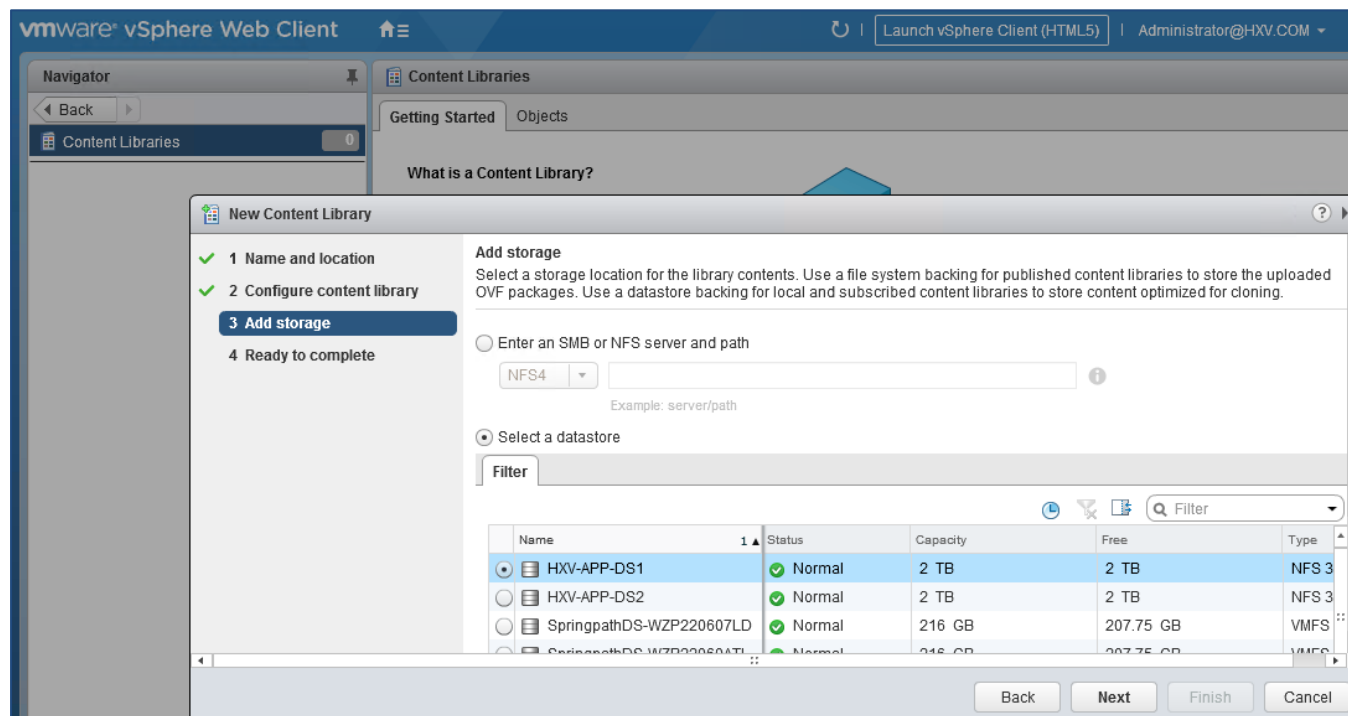 vmware® vSphere Web Client
Launch vSphere Client (HTML5) | Administrator@HXV.COM
Navigator
Back
Content Libraries 0
Content Libraries
Getting Started Objects
What is a Content Library?
New Content Library
1 Name and location
2 Configure content library
3 Add storage
4 Ready to complete
Add storage
Select a storage location for the library contents. Use a file system backing for published content libraries to store the uploaded
OVF packages. Use a datastore backing for local and subscribed content libraries to store content optimized for cloning.
Enter an SMB or NFS server and path
NFS4
Example: server/path
Select a datastore
Filter
Filter
Name 1 Status Capacity Free Type
HXV-APP-DS1 Normal 2 TB 2 TB NFS 3
HXV-APP-DS2 Normal 2 TB 2 TB NFS 3
SpringpathDS-WZP220607LD Normal 216 GB 207.75 GB VMFS
Normal 216 GB 207.75 GB VMFS
Back Next Finish Cancel